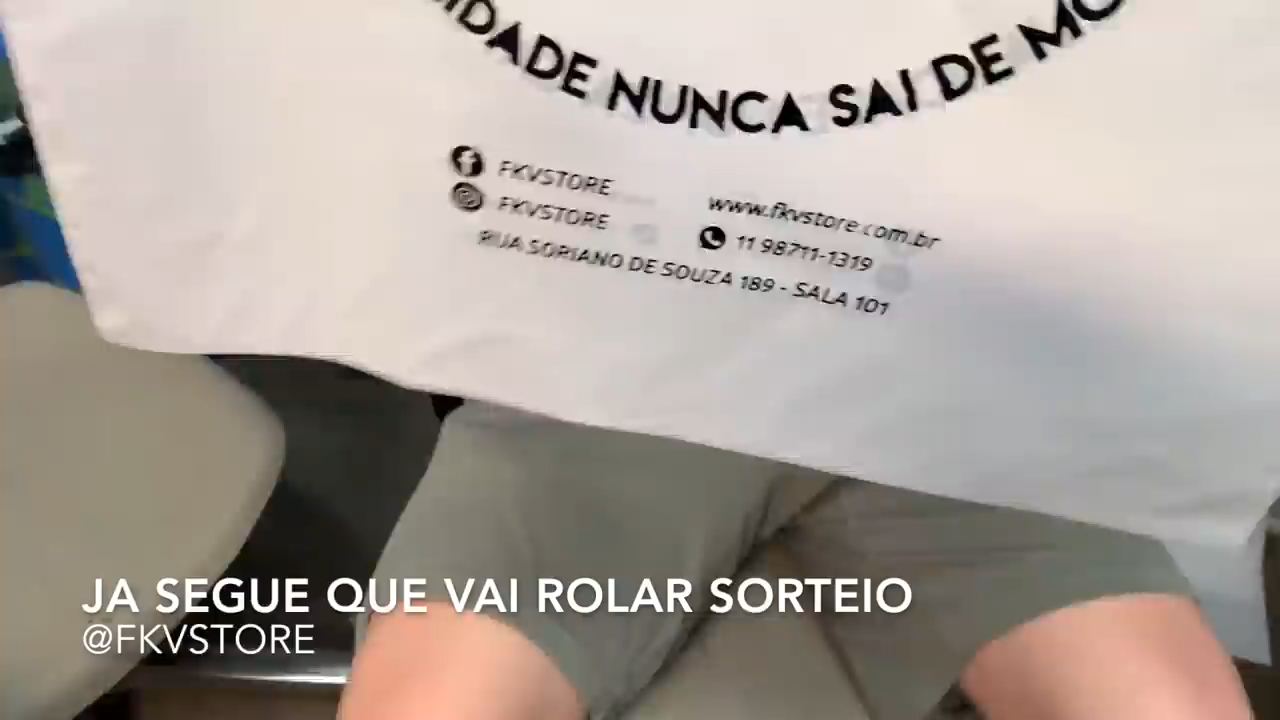 IDADE NUNCA SAI DE MO
FKVSTORE
FKVSTORE
www.fkvstore.com.br
11 98711-1319
RUA SORIANO DE SOUZA 189 - SALA 101
JA SEGUE QUE VAI ROLAR SORTEIO
@FKVSTORE